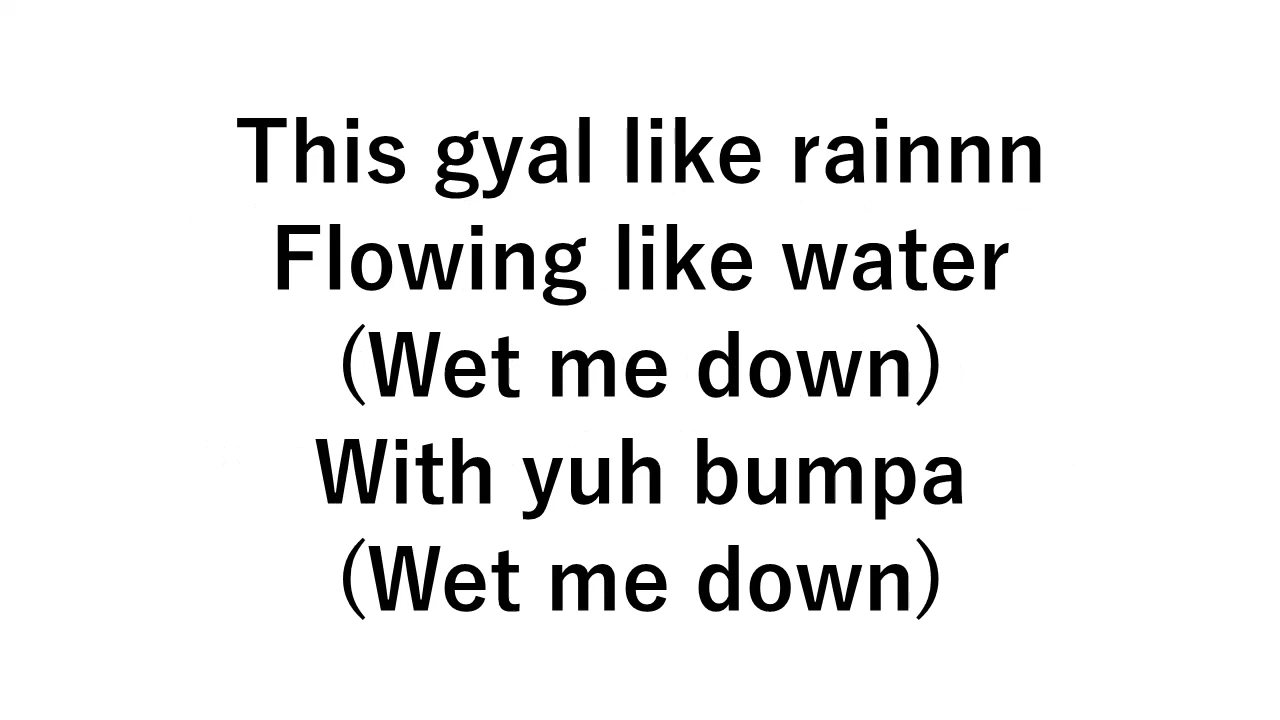 This gyal like rainnn
Flowing like water
(Wet me down)
With yuh bumpa
(Wet me down)